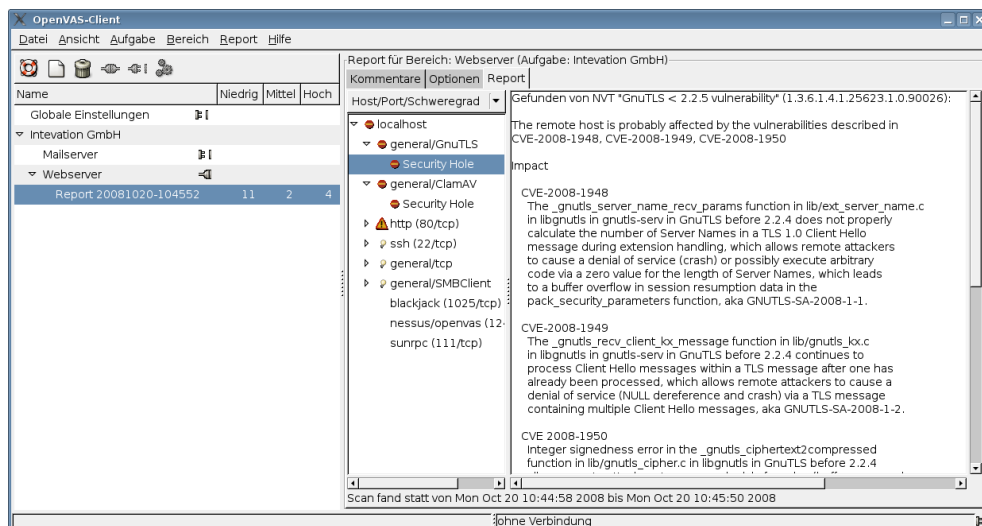 OpenVAS-Client
Datei Ansicht Aufgabe Bereich Report Hilfe
Name Niedrig Mittel Hoch
Globale Einstellungen
Intevation GmbH
Mailserver
Webserver
Report 20081020-104552 11 2 4
Report für Bereich: Webserver (Aufgabe: Intevation GmbH)
Kommentare Optionen Report
Host/Port/Schweregrad
localhost
general/GnuTLS
Security Hole
general/ClamAV
Security Hole
http (80/tcp)
ssh (22/tcp)
general/tcp
general/SMBClient
blackjack (1025/tcp)
nessus/openvas (12
sunrpc (111/tcp)
Gefunden von NVT "GnuTLS < 2.2.5 vulnerability" (1.3.6.1.4.1.25623.1.0.90026):
The remote host is probably affected by the vulnerabilities described in
CVE-2008-1948, CVE-2008-1949, CVE-2008-1950
Impact
CVE-2008-1948
The _gnutls_server_name_recv_params function in lib/ext_server_name.c
in libgnutls in gnutls-serv in GnuTLS before 2.2.4 does not properly
calculate the number of Server Names in a TLS 1.0 Client Hello
message during extension handling, which allows remote attackers
to cause a denial of service (crash) or possibly execute arbitrary
code via a zero value for the length of Server Names, which leads
to a buffer overflow in session resumption data in the
pack_security_parameters function, aka GNUTLS-SA-2008-1-1.
CVE-2008-1949
The _gnutls_recv_client_kx_message function in lib/gnutls_kx.c
in libgnutls in gnutls-serv in GnuTLS before 2.2.4 continues to
process Client Hello messages within a TLS message after one has
already been processed, which allows remote attackers to cause a
denial of service (NULL dereference and crash) via a TLS message
containing multiple Client Hello messages, aka GNUTLS-SA-2008-1-2.
CVE 2008-1950
Integer signedness error in the _gnutls_ciphertext2compressed
function in lib/gnutls_cipher.c in libgnutls in GnuTLS before 2.2.4
Scan fand statt von Mon Oct 20 10:44:58 2008 bis Mon Oct 20 10:45:50 2008
ohne Verbindung